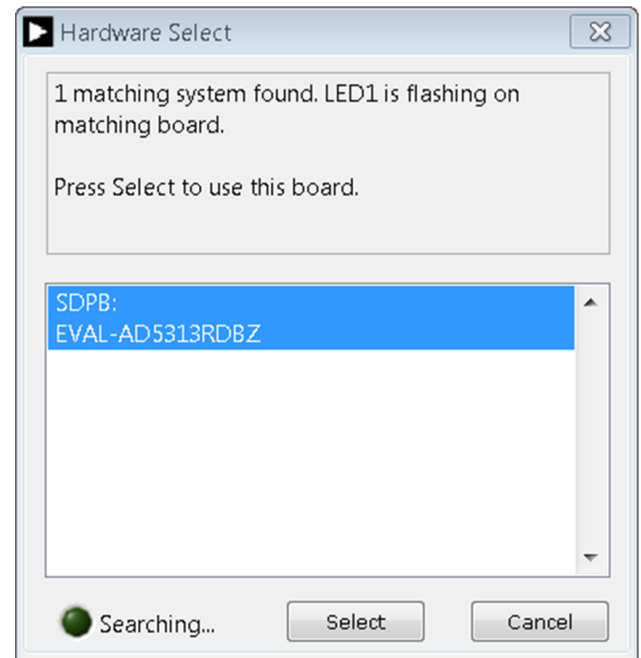 Hardware Select
1 matching system found. LED1 is flashing on
matching board.
Press Select to use this board.
SDPB:
EVAL-AD5313RDBZ
Searching...
Select
Cancel